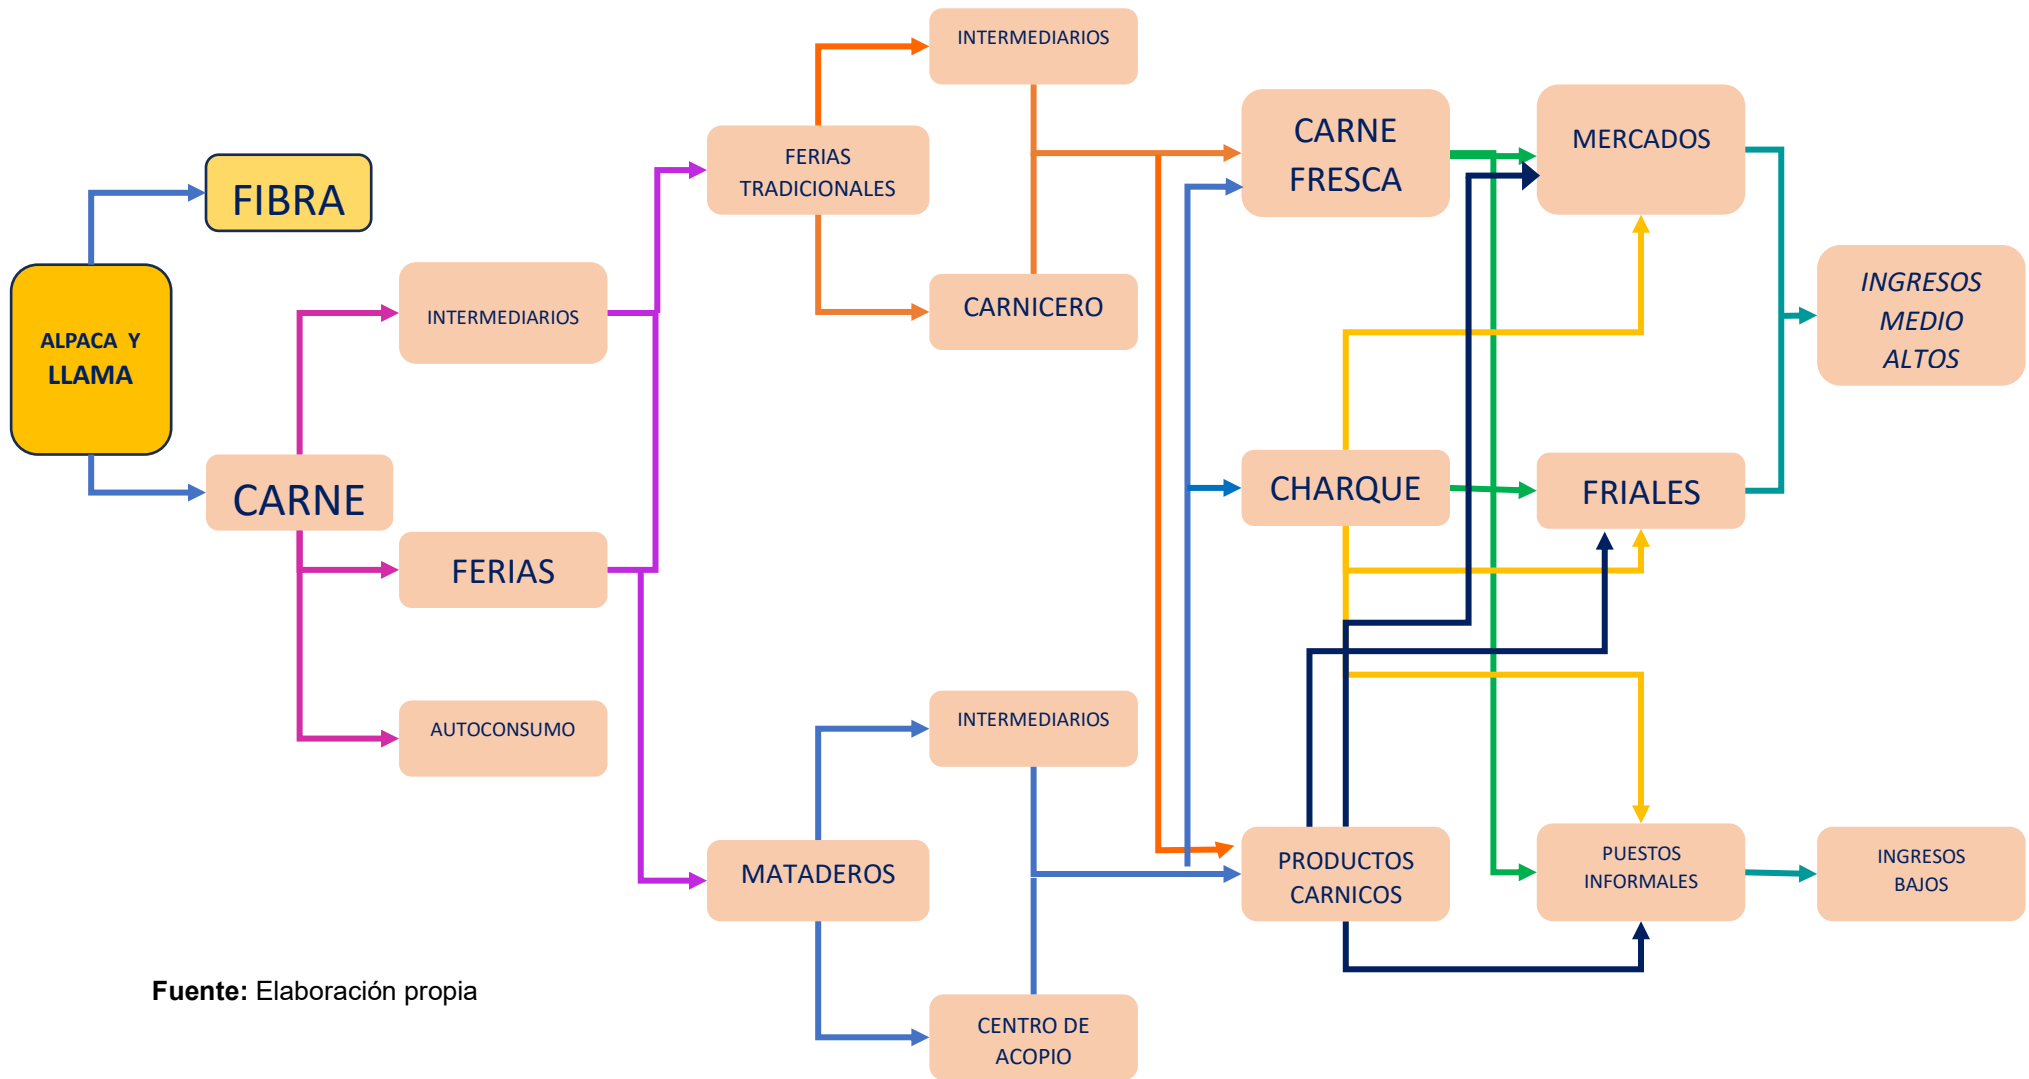 FIBRA
ALPACA Y
LLAMA
CARNE
INTERMEDIARIOS
FERIAS
AUTOCONSUMO
FERIAS
TRADICIONALES
MATADEROS
INTERMEDIARIOS
CARNICERO
INTERMEDIARIOS
CENTRO DE
ACOPIO
CARNE
FRESCA
CHARQUE
PRODUCTOS
CARNICOS
MERCADOS
FRIALES
PUESTOS
INFORMALES
INGRESOS
MEDIO
ALTOS
INGRESOS
BAJOS
Fuente: Elaboración propia